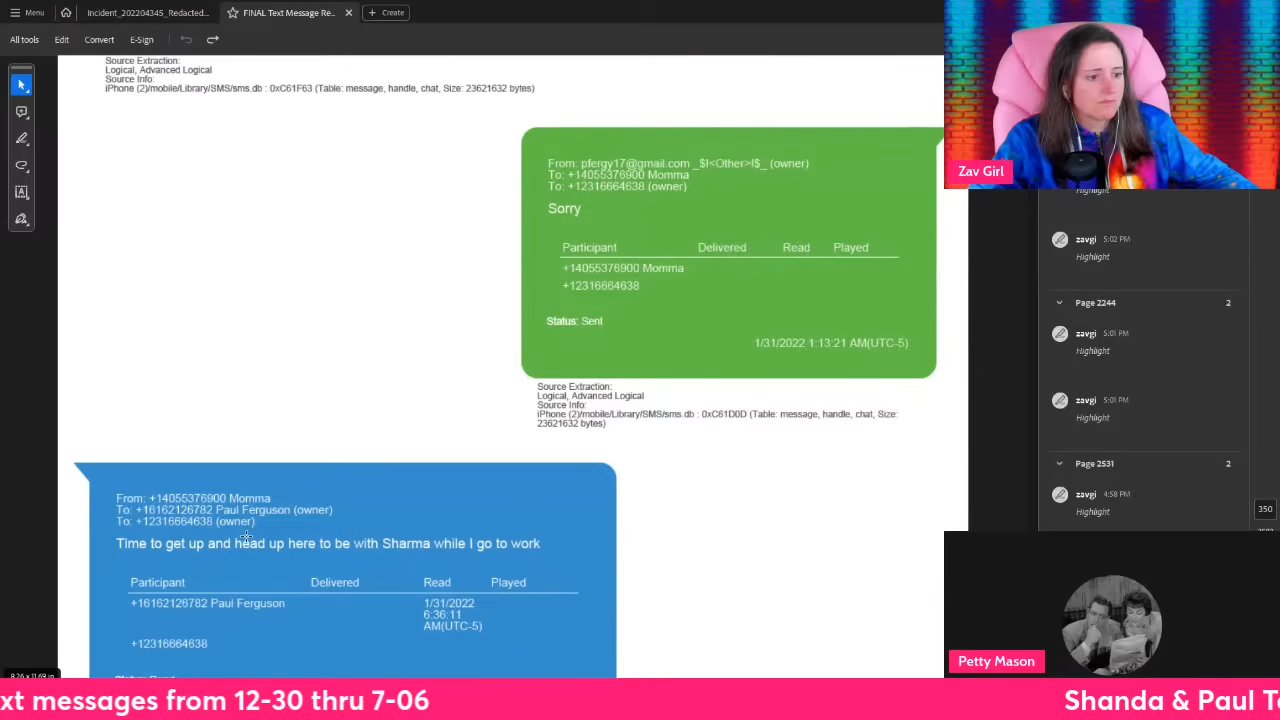 Menu
Incident_202204345_Redacted...
FINAL Text Message Re...
Create
All tools
Edit
Convert
E-Sign
Source Extraction:
Logical, Advanced Logical
Source Info:
iPhone (2)/mobile/Library/SMS/sms.db : 0xC61F63 (Table: message, handle, chat, Size: 23621632 bytes)
From: pfergy17@gmail.com _$!<Other>!$_ (owner)
To: +14055376900 Momma
To: +12316664638 (owner)
Sorry
Participant Delivered Read Played
+14055376900 Momma
+12316664638
Status: Sent
1/31/2022 1:13:21 AM(UTC-5)
Source Extraction:
Logical, Advanced Logical
Source Info:
iPhone (2)/mobile/Library/SMS/sms.db : 0xC61D0D (Table: message, handle, chat, Size:
23621632 bytes)
From: +14055376900 Momma
To: +16162126782 Paul Ferguson (owner)
To: +12316664638 (owner)
Time to get up and head up here to be with Sharma while I go to work
Participant Delivered Read Played
+16162126782 Paul Ferguson 1/31/2022
6:36:11
AM(UTC-5)
+12316664638
8.26 x 11.69 in
Zav Girl
Highlight
zavgi 5:02 PM
Highlight
Page 2244 2
zavgi 5:01 PM
Highlight
zavgi 5:01 PM
Highlight
Page 2531 2
zavgi 4:58 PM
Highlight
350
Petty Mason
xt messages from 12-30 thru 7-06
Shanda & Paul T